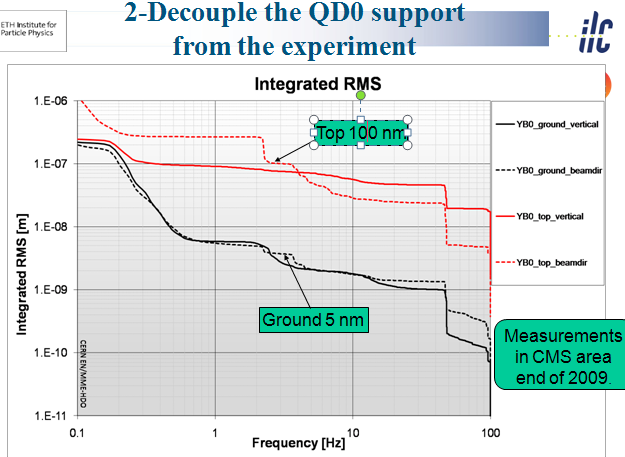 ETH Institute for
Particle Physics
2-Decouple the QD0 support
from the experiment
ilc
Integrated RMS
1.E-06
1.E-07
1.E-08
1.E-09
1.E-10
1.E-11
Integrated RMS [m]
0.1
1
10
100
Frequency [Hz]
Top 100 nm
Ground 5 nm
CERN EN/MME-HDO
YB0_ground_vertical
YB0_ground_beamdir
YB0_top_vertical
YB0_top_beamdir
Measurements
in CMS area
end of 2009.